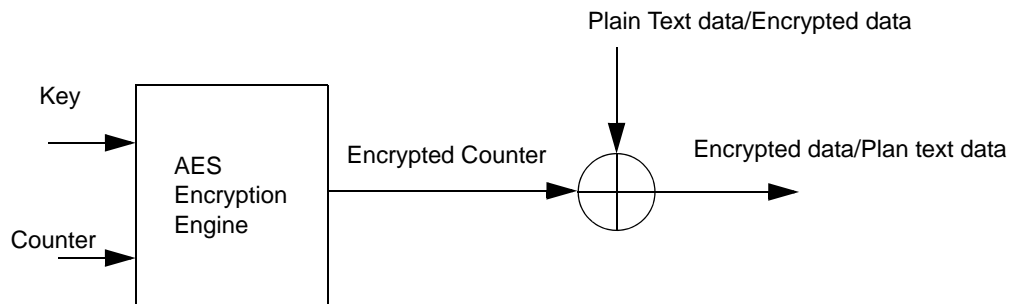 Plain Text data/Encrypted data
Key
AES
Encryption
Engine
Encrypted Counter
Encrypted data/Plan text data
Counter